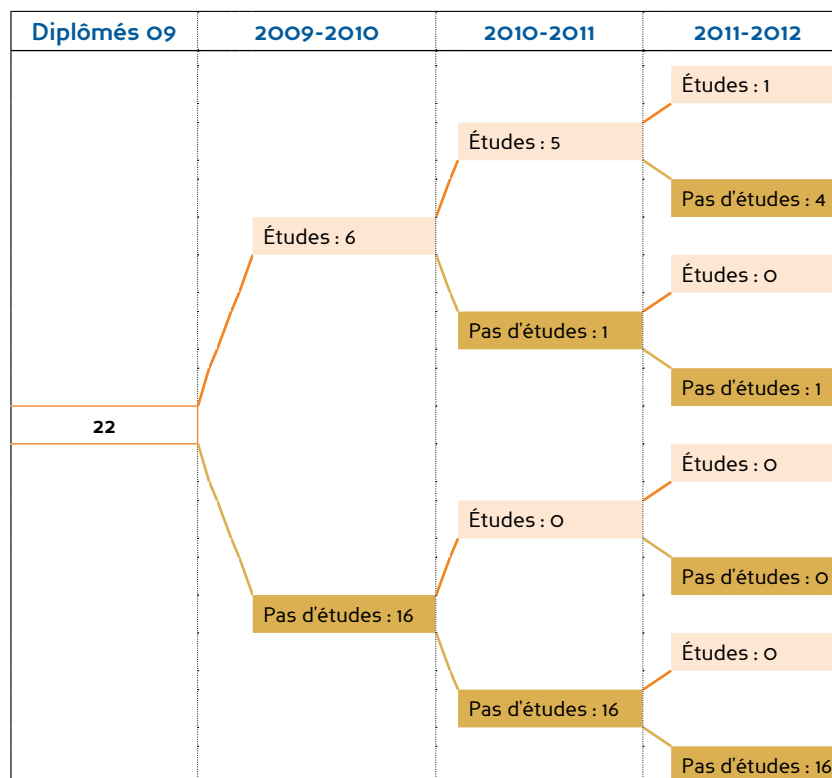 Diplômés 09 2009-2010 2010-2011 2011-2012
Études : 1
Études : 5
Pas d'études : 4
Études : 6
Études : 0
Pas d'études : 1
Pas d'études : 1
22
Études : 0
Études : 0
Pas d'études : 0
Pas d'études : 16
Études : 0
Pas d'études : 16
Pas d'études : 16